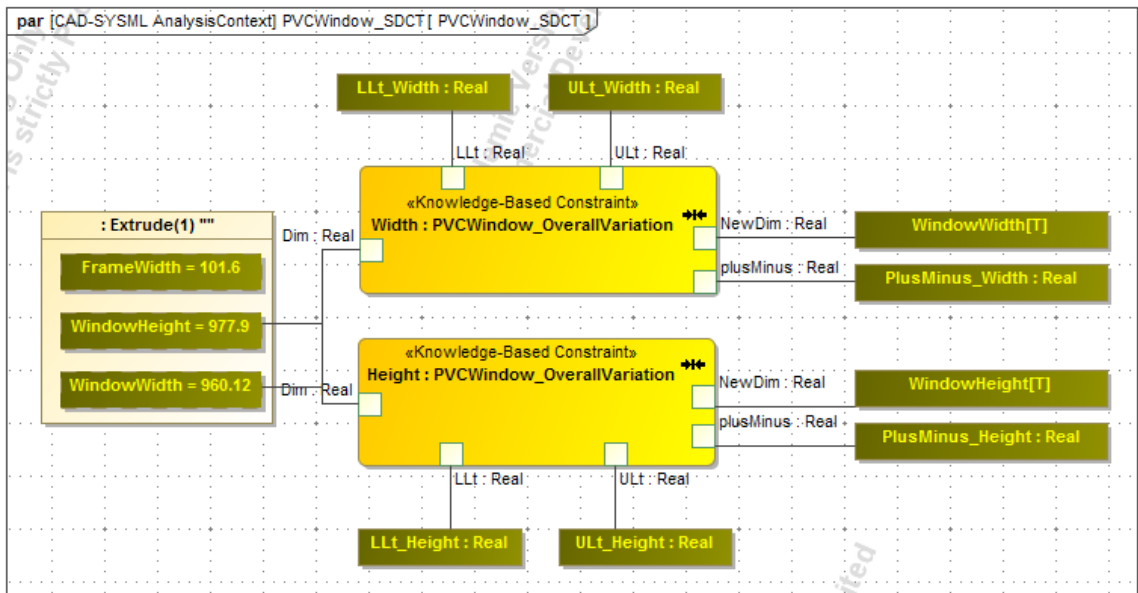 par [CAD-SYSML AnalysisContext] PVCWindow_SDCT [ PVCWindow_SDCT ]
LLt_Width : Real
ULt_Width : Real
LLt : Real
ULt : Real
: Extrude(1) ""
FrameWidth = 101.6
WindowHeight = 977.9
WindowWidth = 960.12
Dim : Real
«Knowledge-Based Constraint»
Width : PVCWindow_OverallVariation
NewDim : Real
plusMinus : Real
WindowWidth[T]
PlusMinus_Width : Real
Dim : Real
«Knowledge-Based Constraint»
Height : PVCWindow_OverallVariation
NewDim : Real
plusMinus : Real
WindowHeight[T]
PlusMinus_Height : Real
LLt : Real
ULt : Real
LLt_Height : Real
ULt_Height : Real